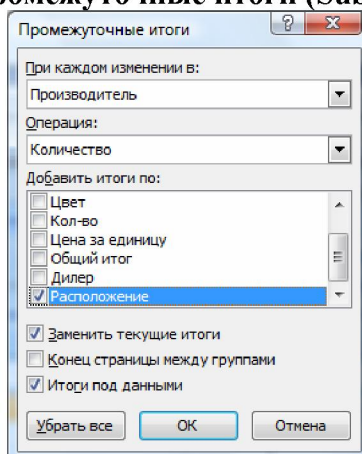 Промежуточные итоги
При каждом изменении в:
Производитель
Операция:
Количество
Добавить итоги по:
Цвет
Кол-во
Цена за единицу
Общий итог
Дилер
Расположение
Заменить текущие итоги
Конец страницы между группами
Итоги под данными
Убрать все
ОК
Отмена